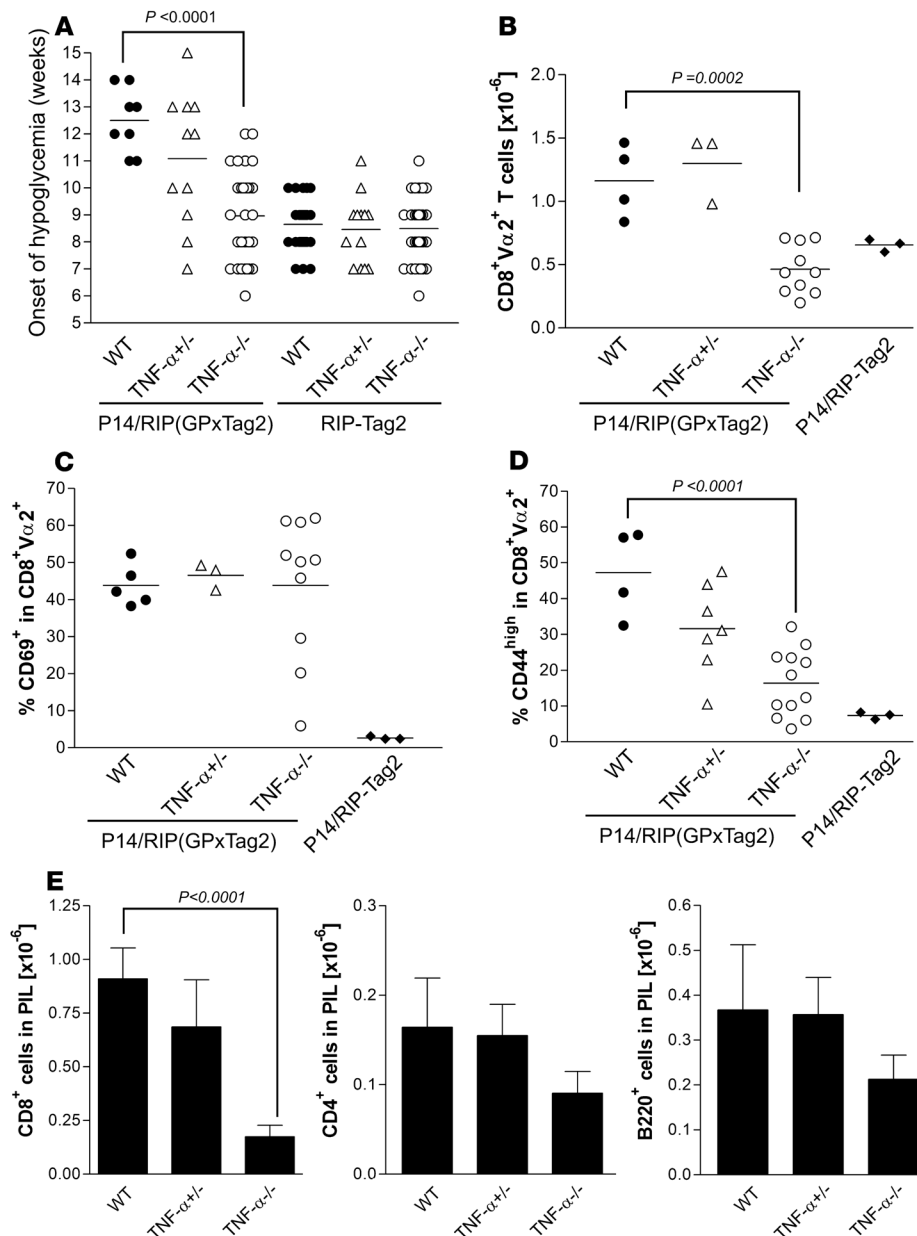 A
P <0.0001
Onset of hypoglycemia (weeks)
15
14
13
12
11
10
9
8
7
6
5
WT
TNF-α+/-
TNF-α-/-
WT
TNF-α+/-
TNF-α-/-
P14/RIP(GPxTag2)
RIP-Tag2
B
P =0.0002
CD8⁺Vα2⁺ T cells [x10⁻⁶]
2.0
1.5
1.0
0.5
0.0
WT
TNF-α+/-
TNF-α-/-
P14/RIP-Tag2
P14/RIP(GPxTag2)
C
% CD69⁺ in CD8⁺Vα2⁺
70
60
50
40
30
20
10
0
WT
TNF-α+/-
TNF-α-/-
P14/RIP-Tag2
P14/RIP(GPxTag2)
D
P <0.0001
% CD44ʰⁱᵍʰ in CD8⁺Vα2⁺
70
60
50
40
30
20
10
0
WT
TNF-α+/-
TNF-α-/-
P14/RIP-Tag2
P14/RIP(GPxTag2)
E
P<0.0001
CD8⁺ cells in PIL [x10⁻⁶]
1.25
1.00
0.75
0.50
0.25
0.00
WT
TNF-α+/-
TNF-α-/-
CD4⁺ cells in PIL [x10⁻⁶]
0.3
0.2
0.1
0.0
WT
TNF-α+/-
TNF-α-/-
B220⁺ cells in PIL [x10⁻⁶]
0.6
0.5
0.4
0.3
0.2
0.1
0.0
WT
TNF-α+/-
TNF-α-/-